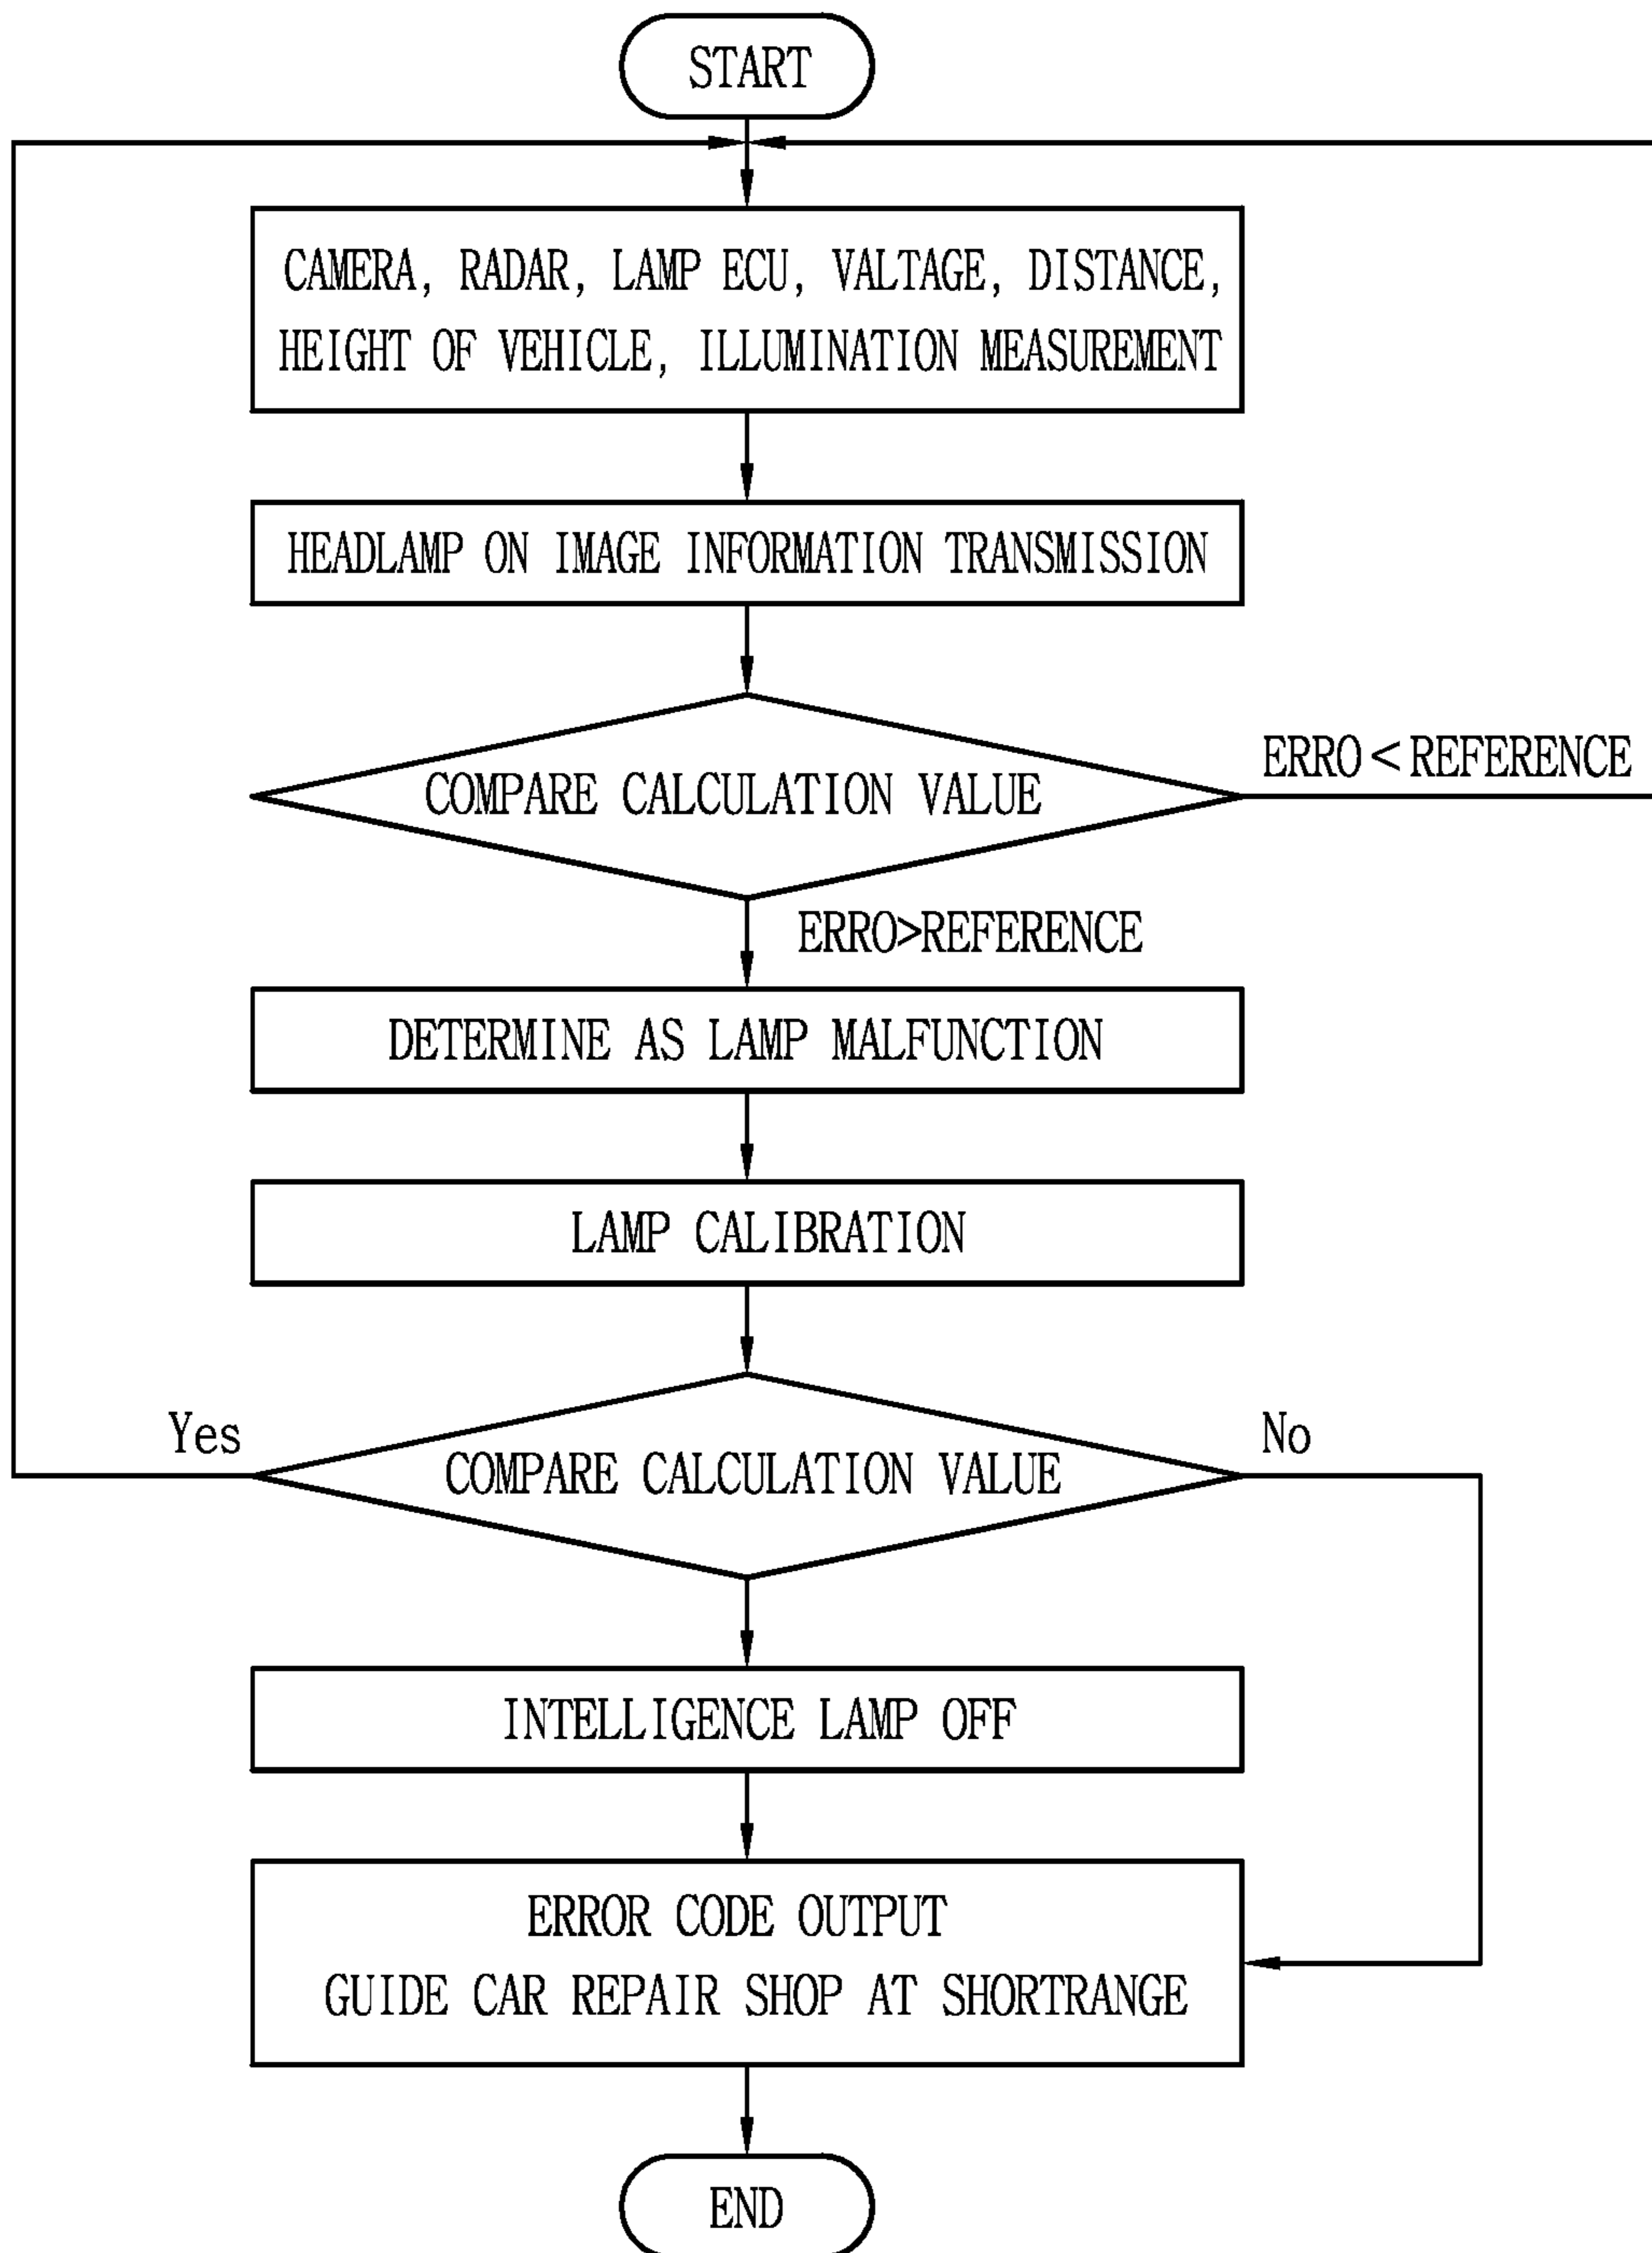 START
CAMERA, RADAR, LAMP ECU, VALTAGE, DISTANCE,
HEIGHT OF VEHICLE, ILLUMINATION MEASUREMENT
HEADLAMP ON IMAGE INFORMATION TRANSMISSION
COMPARE CALCULATION VALUE
ERRO<REFERENCE
ERRO>REFERENCE
DETERMINE AS LAMP MALFUNCTION
LAMP CALIBRATION
Yes
COMPARE CALCULATION VALUE
No
INTELLIGENCE LAMP OFF
ERROR CODE OUTPUT
GUIDE CAR REPAIR SHOP AT SHORTRANGE
END